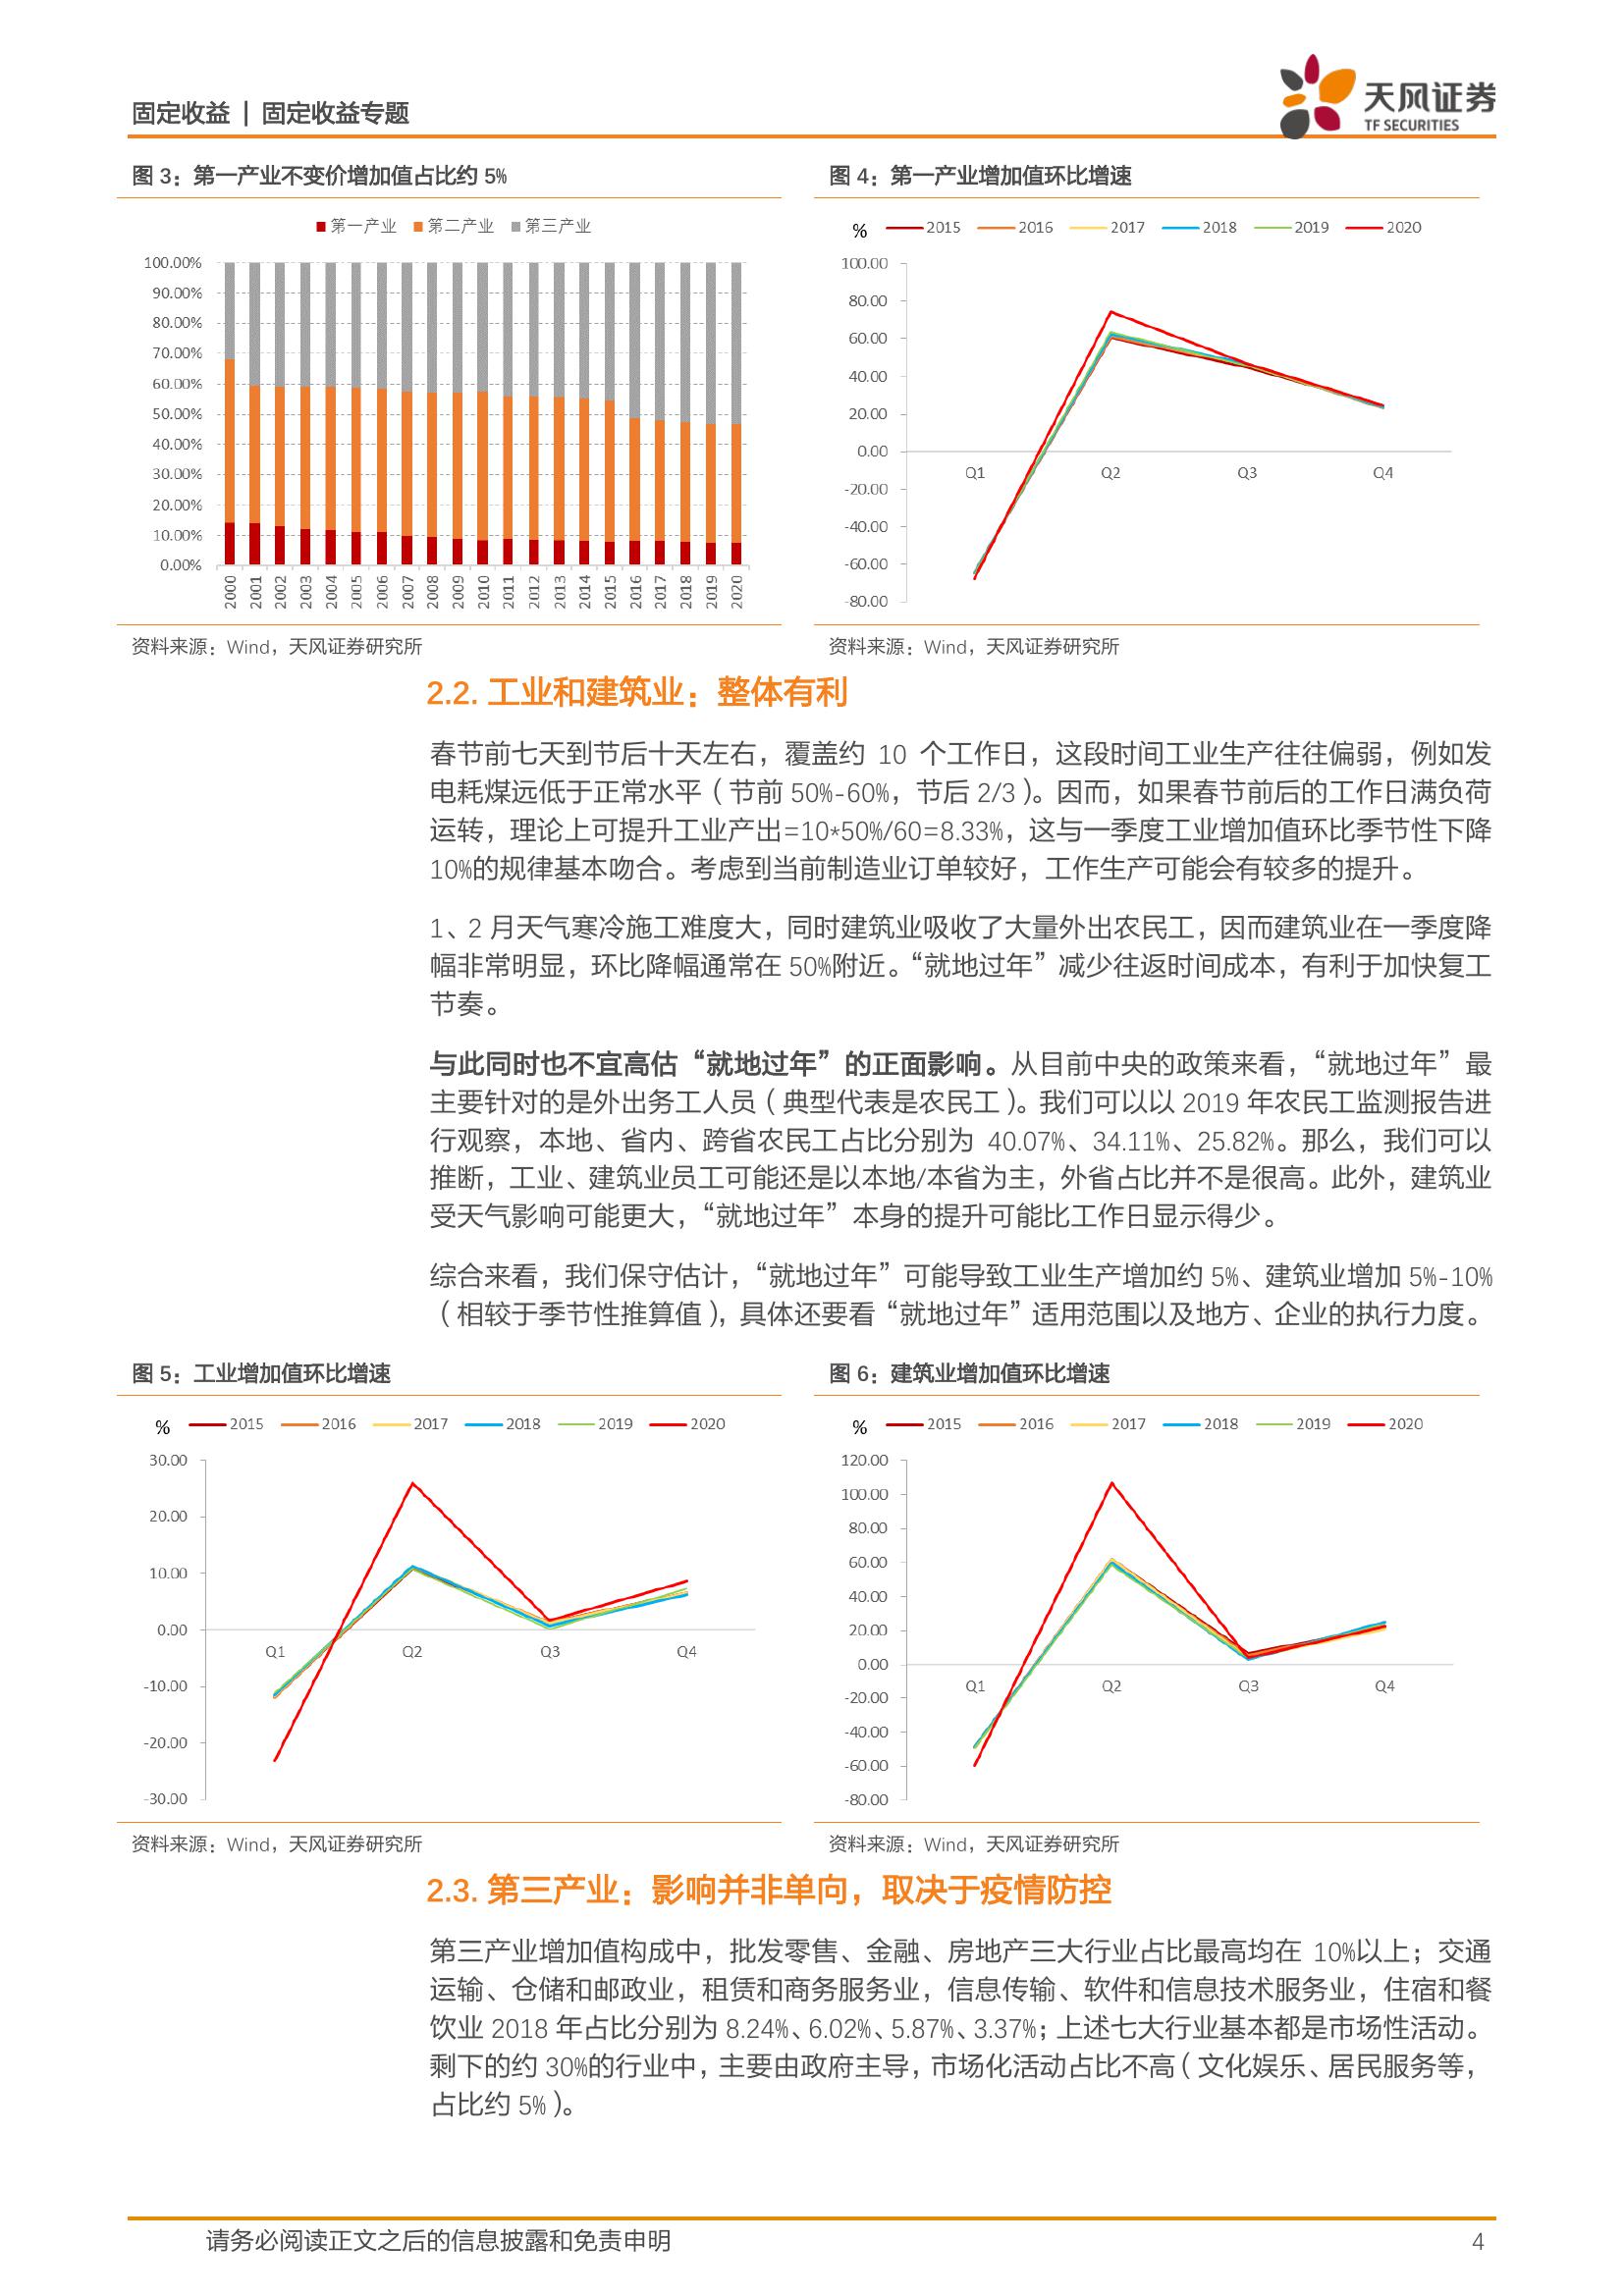 固定收益 | 固定收益专题
天风证券
TF SECURITIES
图 3：第一产业不变价增加值占比约 5%
第一产业 第二产业 第三产业
100.00%
90.00%
80.00%
70.00%
60.00%
50.00%
40.00%
30.00%
20.00%
10.00%
0.00%
2000 2001 2002 2003 2004 2005 2006 2007 2008 2009 2010 2011 2012 2013 2014 2015 2016 2017 2018 2019 2020
资料来源：Wind，天风证券研究所
图 4：第一产业增加值环比增速
% 2015 2016 2017 2018 2019 2020
100.00
80.00
60.00
40.00
20.00
0.00
-20.00
-40.00
-60.00
-80.00
Q1 Q2 Q3 Q4
资料来源：Wind，天风证券研究所
2.2. 工业和建筑业：整体有利
春节前七天到节后十天左右，覆盖约 10 个工作日，这段时间工业生产往往偏弱，例如发
电耗煤远低于正常水平（节前 50%-60%，节后 2/3）。因而，如果春节前后的工作日满负荷
运转，理论上可提升工业产出=10*50%/60=8.33%，这与一季度工业增加值环比季节性下降
10%的规律基本吻合。考虑到当前制造业订单较好，工作生产可能会有较多的提升。
1、2 月天气寒冷施工难度大，同时建筑业吸收了大量外出农民工，因而建筑业在一季度降
幅非常明显，环比降幅通常在 50%附近。“就地过年”减少往返时间成本，有利于加快复工
节奏。
与此同时也不宜高估“就地过年”的正面影响。从目前中央的政策来看，“就地过年”最
主要针对的是外出务工人员（典型代表是农民工）。我们可以以 2019 年农民工监测报告进
行观察，本地、省内、跨省农民工占比分别为 40.07%、34.11%、25.82%。那么，我们可以
推断，工业、建筑业员工可能还是以本地/本省为主，外省占比并不是很高。此外，建筑业
受天气影响可能更大，“就地过年”本身的提升可能比工作日显示得少。
综合来看，我们保守估计，“就地过年”可能导致工业生产增加约 5%、建筑业增加 5%-10%
（相较于季节性推算值），具体还要看“就地过年”适用范围以及地方、企业的执行力度。
图 5：工业增加值环比增速
% 2015 2016 2017 2018 2019 2020
30.00
20.00
10.00
0.00
-10.00
-20.00
-30.00
Q1 Q2 Q3 Q4
资料来源：Wind，天风证券研究所
图 6：建筑业增加值环比增速
% 2015 2016 2017 2018 2019 2020
120.00
100.00
80.00
60.00
40.00
20.00
0.00
-20.00
-40.00
-60.00
-80.00
Q1 Q2 Q3 Q4
资料来源：Wind，天风证券研究所
2.3. 第三产业：影响并非单向，取决于疫情防控
第三产业增加值构成中，批发零售、金融、房地产三大行业占比最高均在 10%以上；交通
运输、仓储和邮政业，租赁和商务服务业，信息传输、软件和信息技术服务业，住宿和餐
饮业 2018 年占比分别为 8.24%、6.02%、5.87%、3.37%；上述七大行业基本都是市场性活动。
剩下的约 30%的行业中，主要由政府主导，市场化活动占比不高（文化娱乐、居民服务等，
占比约 5%）。
请务必阅读正文之后的信息披露和免责申明
4